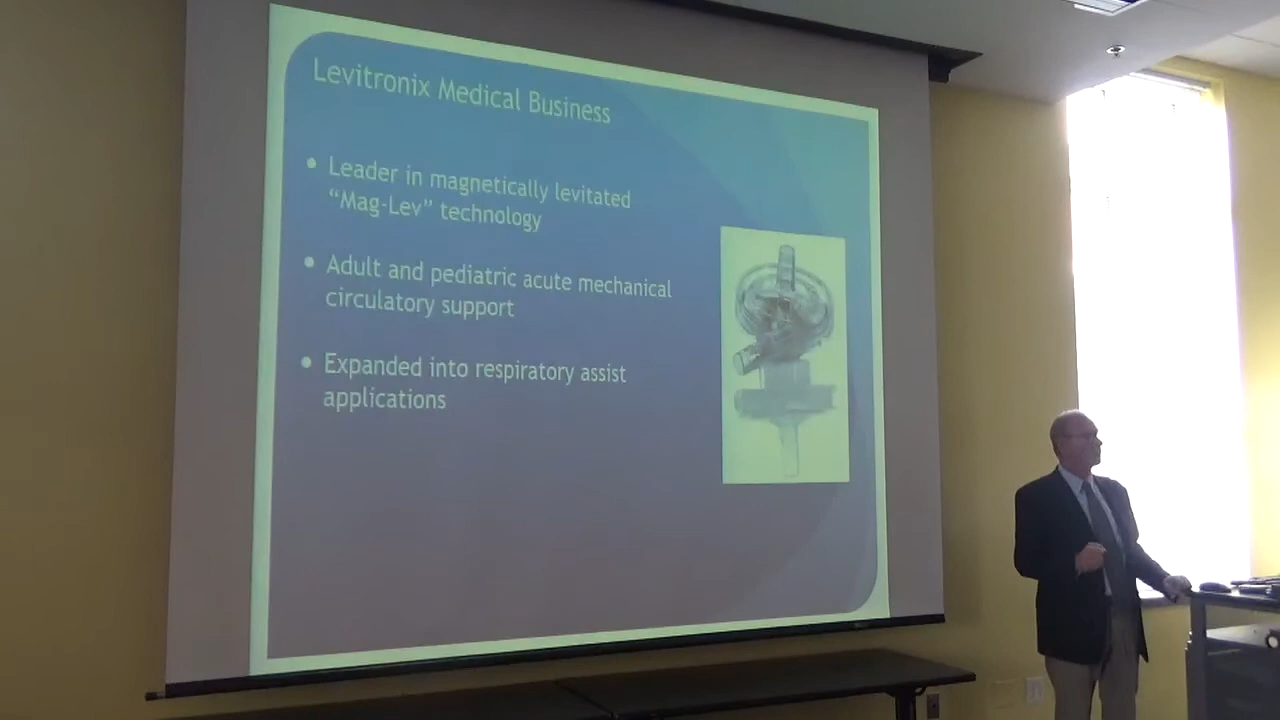 Levitronix Medical Business
• Leader in magnetically levitated
“Mag-Lev” technology
• Adult and pediatric acute mechanical
circulatory support
• Expanded into respiratory assist
applications